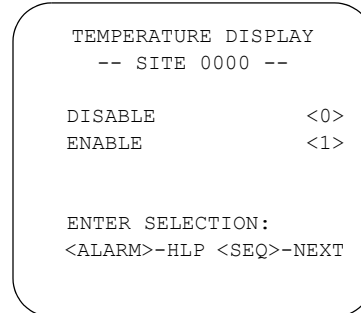 TEMPERATURE DISPLAY
-- SITE 0000 --
DISABLE <0>
ENABLE <1>
ENTER SELECTION:
<ALARM>-HLP <SEQ>-NEXT